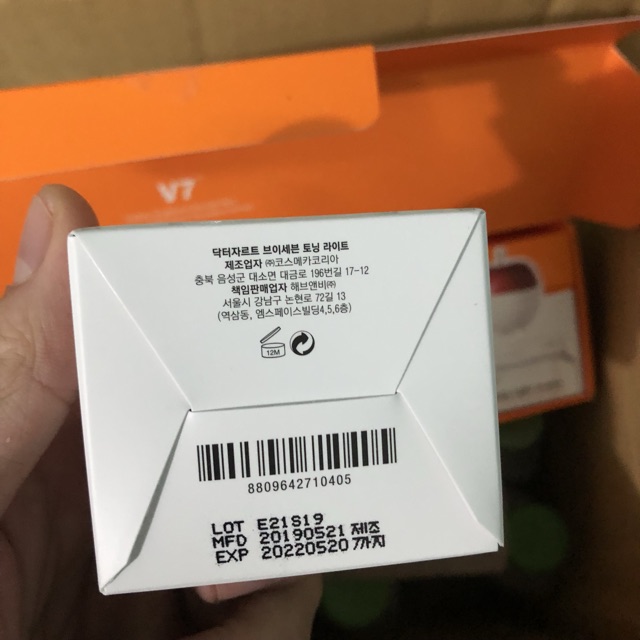 V7
닥터자르트 브이세븐 토닝 라이트
제조업자 ㈜코스메카코리아
충북 음성군 대소면 대금로 196번길 17-12
책임판매업자 해브앤비㈜
서울시 강남구 논현로 72길 13
(역삼동, 엠스페이스빌딩4,5,6층)
12M
8809642710405
LOT E21S19
MFD 20190521 제조
EXP 20220520 까지